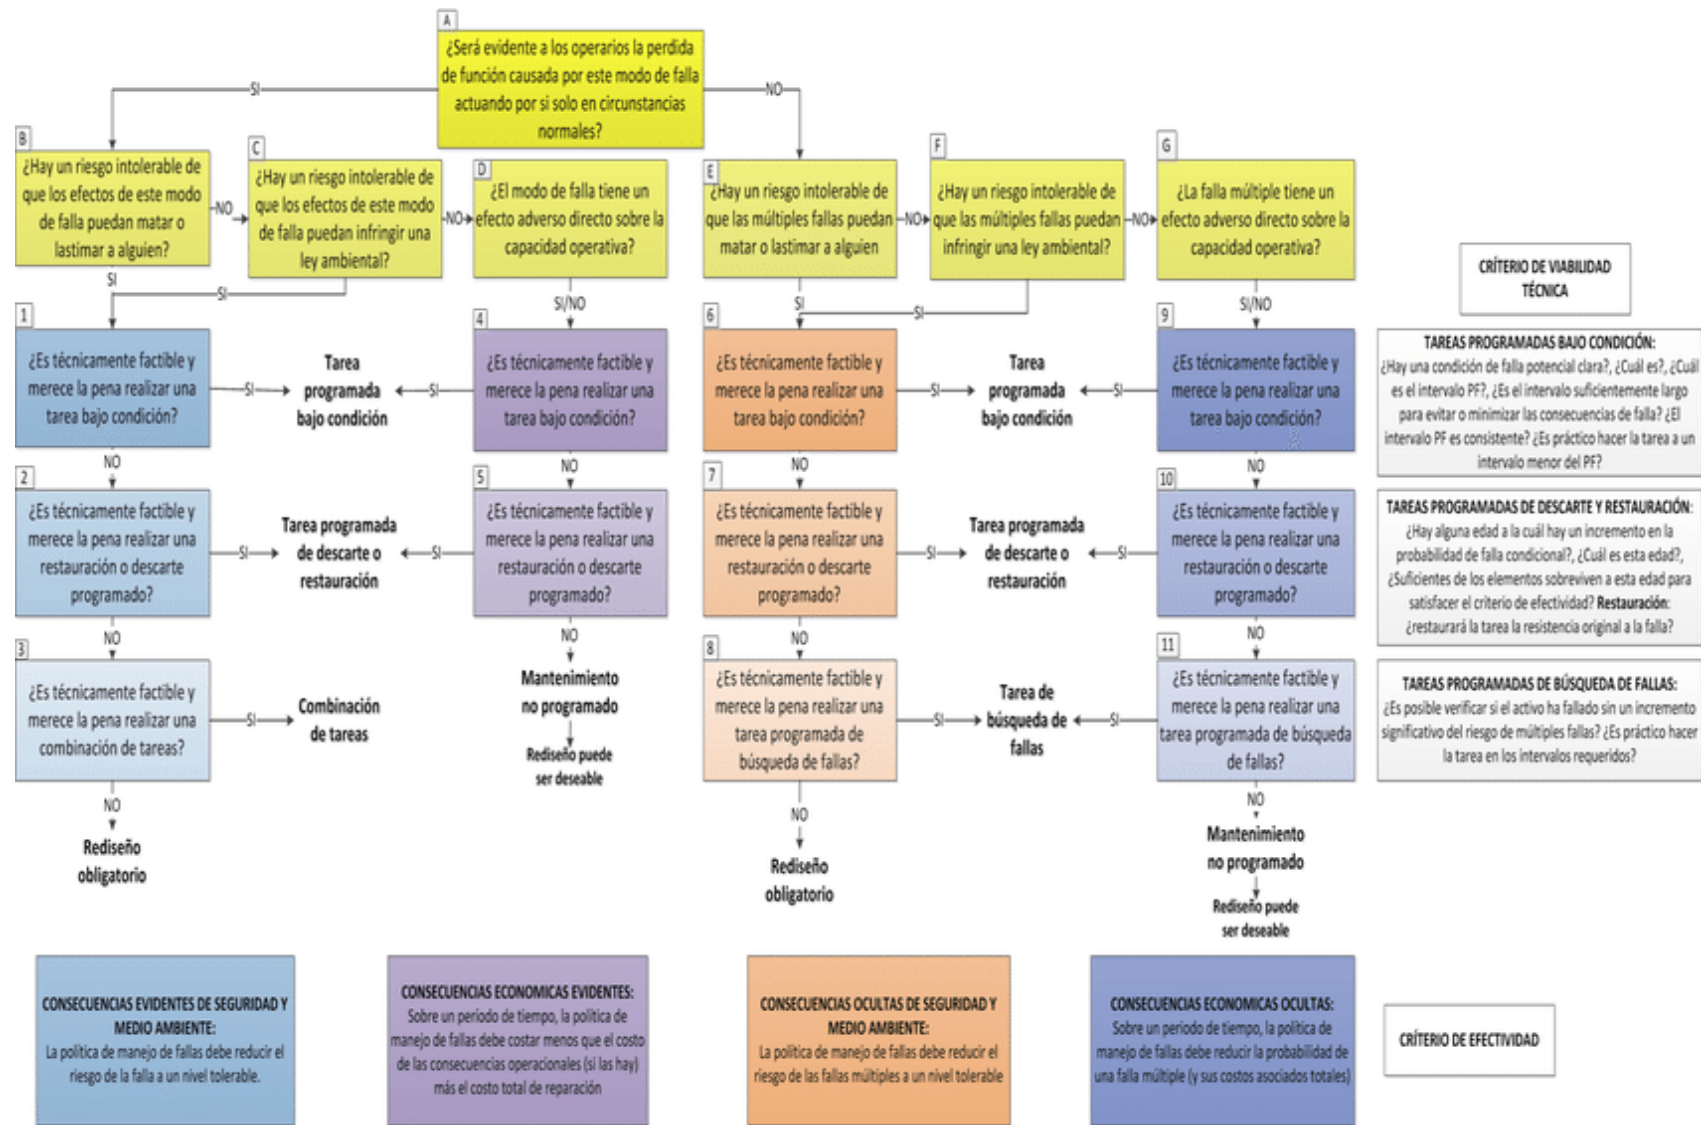 A
¿Será evidente a los operarios la perdida
de función causada por este modo de falla
actuando por si solo en circunstancias
normales?
SI
NO
B
¿Hay un riesgo intolerable de
que los efectos de este modo
de falla puedan matar o
lastimar a alguien?
NO
C
¿Hay un riesgo intolerable de
que los efectos de este modo
de falla puedan infringir una
ley ambiental?
NO
D
¿El modo de falla tiene un
efecto adverso directo sobre la
capacidad operativa?
E
¿Hay un riesgo intolerable de
que las múltiples fallas puedan
matar o lastimar a alguien
NO
F
¿Hay un riesgo intolerable de
que las múltiples fallas puedan
infringir una ley ambiental?
NO
G
¿La falla múltiple tiene un
efecto adverso directo sobre la
capacidad operativa?
SI
SI
SI/NO
SI
SI
SI/NO
CRÍTERIO DE VIABILIDAD
TÉCNICA
1
¿Es técnicamente factible y
merece la pena realizar una
tarea bajo condición?
SI
Tarea
programada
bajo condición
SI
4
¿Es técnicamente factible y
merece la pena realizar una
tarea bajo condición?
6
¿Es técnicamente factible y
merece la pena realizar una
tarea bajo condición?
SI
Tarea
programada
bajo condición
SI
9
¿Es técnicamente factible y
merece la pena realizar una
tarea bajo condición?
TAREAS PROGRAMADAS BAJO CONDICIÓN:
¿Hay una condición de falla potencial clara?, ¿Cuál es?, ¿Cuál
es el intervalo PF?, ¿Es el intervalo suficientemente largo
para evitar o minimizar las consecuencias de falla? ¿El
intervalo PF es consistente? ¿Es práctico hacer la tarea a un
intervalo menor del PF?
NO
NO
NO
NO
2
¿Es técnicamente factible y
merece la pena realizar una
restauración o descarte
programado?
SI
Tarea programada
de descarte o
restauración
SI
5
¿Es técnicamente factible y
merece la pena realizar una
restauración o descarte
programado?
7
¿Es técnicamente factible y
merece la pena realizar una
restauración o descarte
programado?
SI
Tarea programada
de descarte o
restauración
SI
10
¿Es técnicamente factible y
merece la pena realizar una
restauración o descarte
programado?
TAREAS PROGRAMADAS DE DESCARTE Y RESTAURACIÓN:
¿Hay alguna edad a la cuál hay un incremento en la
probabilidad de falla condicional?, ¿Cuál es esta edad?,
¿Suficientes de los elementos sobreviven a esta edad para
satisfacer el criterio de efectividad? Restauración:
¿restaurará la tarea la resistencia original a la falla?
NO
NO
NO
NO
3
¿Es técnicamente factible y
merece la pena realizar una
combinación de tareas?
SI
Combinación
de tareas
Mantenimiento
no programado
Rediseño puede
ser deseable
8
¿Es técnicamente factible y
merece la pena realizar una
tarea programada de
búsqueda de fallas?
SI
Tarea de
búsqueda de
fallas
SI
11
¿Es técnicamente factible y
merece la pena realizar una
tarea programada de búsqueda
de fallas?
TAREAS PROGRAMADAS DE BÚSQUEDA DE FALLAS:
¿Es posible verificar si el activo ha fallado sin un incremento
significativo del riesgo de múltiples fallas? ¿Es práctico hacer
la tarea en los intervalos requeridos?
NO
Rediseño
obligatorio
NO
Rediseño
obligatorio
NO
Mantenimiento
no programado
Rediseño puede
ser deseable
CONSECUENCIAS EVIDENTES DE SEGURIDAD Y
MEDIO AMBIENTE:
La política de manejo de fallas debe reducir el
riesgo de la falla a un nivel tolerable.
CONSECUENCIAS ECONOMICAS EVIDENTES:
Sobre un período de tiempo, la política de
manejo de fallas debe costar menos que el costo
de las consecuencias operacionales (si las hay)
más el costo total de reparación
CONSECUENCIAS OCULTAS DE SEGURIDAD Y
MEDIO AMBIENTE:
La política de manejo de fallas debe reducir el
riesgo de las fallas múltiples a un nivel tolerable
CONSECUENCIAS ECONOMICAS OCULTAS:
Sobre un período de tiempo, la política de
manejo de fallas debe reducir la probabilidad de
una falla múltiple (y sus costos asociados totales)
CRÍTERIO DE EFECTIVIDAD